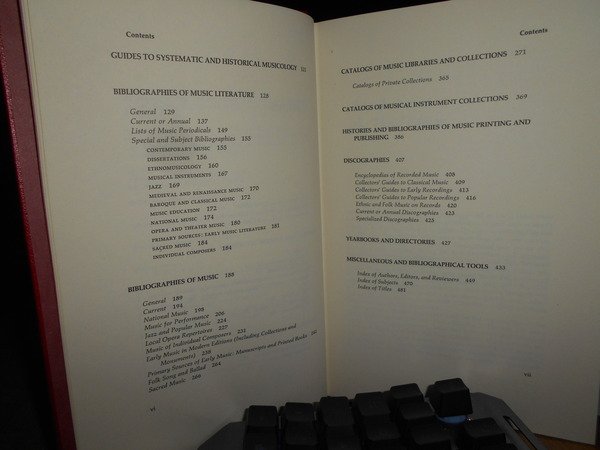 Contents
GUIDES TO SYSTEMATIC AND HISTORICAL MUSICOLOGY 121
BIBLIOGRAPHIES OF MUSIC LITERATURE 128
General 129
Current or Annual 137
Lists of Music Periodicals 149
Special and Subject Bibliographies 155
CONTEMPORARY MUSIC 155
DISSERTATIONS 156
ETHNOMUSICOLOGY 160
MUSICAL INSTRUMENTS 167
JAZZ 169
MEDIEVAL AND RENAISSANCE MUSIC 170
BAROQUE AND CLASSICAL MUSIC 172
MUSIC EDUCATION 172
NATIONAL MUSIC 174
OPERA AND THEATER MUSIC 180
PRIMARY SOURCES: EARLY MUSIC LITERATURE 181
SACRED MUSIC 184
INDIVIDUAL COMPOSERS 184
BIBLIOGRAPHIES OF MUSIC 188
General 189
Current 194
National Music 195
Music for Performance 206
Jazz and Popular Music 224
Local Opera Repertoires 227
Music of Individual Composers 232
Early Music in Modern Editions (Including Collections and
Monuments) 238
Primary Sources of Early Music: Manuscripts and Printed Books 242
Folk Song and Ballad 264
Sacred Music 266
vi
Contents
CATALOGS OF MUSIC LIBRARIES AND COLLECTIONS 271
Catalogs of Private Collections 365
CATALOGS OF MUSICAL INSTRUMENT COLLECTIONS 369
HISTORIES AND BIBLIOGRAPHIES OF MUSIC PRINTING AND
PUBLISHING 386
DISCOGRAPHIES 407
Encyclopedias of Recorded Music 408
Collectors' Guides to Classical Music 409
Collectors' Guides to Early Recordings 413
Collectors' Guides to Popular Recordings 416
Ethnic and Folk Music on Records 420
Current or Annual Discographies 423
Specialized Discographies 425
YEARBOOKS AND DIRECTORIES 427
MISCELLANEOUS AND BIBLIOGRAPHICAL TOOLS 433
Index of Authors, Editors, and Reviewers 449
Index of Subjects 470
Index of Titles 481
vii